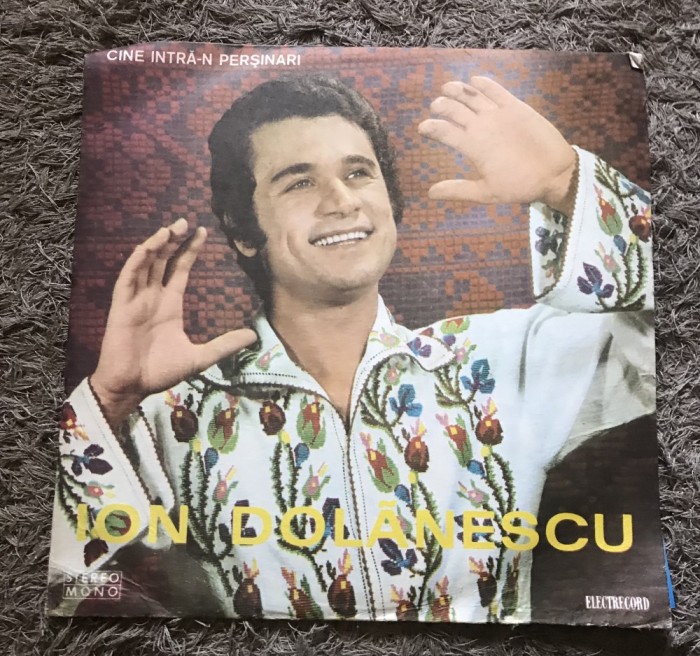 CINE INTRĂ-N PERȘINARI
ION DOLĂNESCU
STEREO
MONO
ELECTRECORD